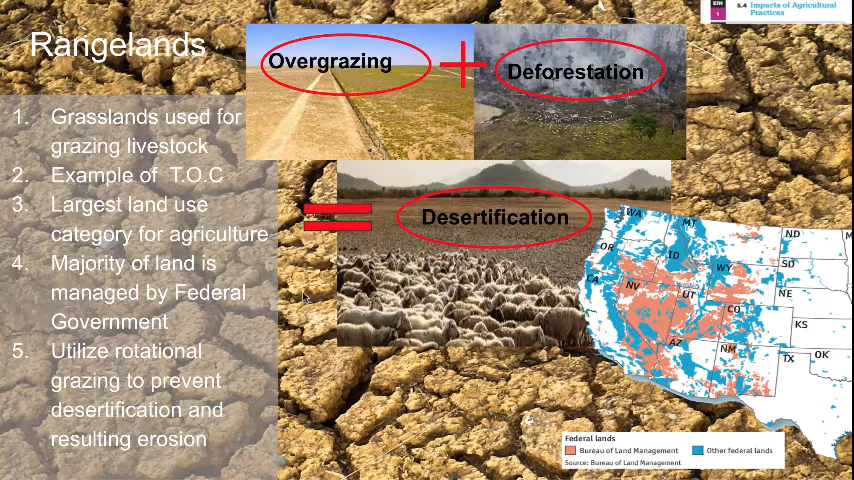 EIN
1
5.4 Impacts of Agricultural
Practices
Rangelands
Overgrazing
Deforestation
1. Grasslands used for
grazing livestock
2. Example of T.O.C
3. Largest land use
category for agriculture
4. Majority of land is
managed by Federal
Government
5. Utilize rotational
grazing to prevent
desertification and
resulting erosion
Desertification
WA
MT
ND
M
OR
ID
WY
SD
CA
NV
UT
CO
NE
KS
AZ
NM
TX
OK
Federal lands
Bureau of Land Management
Other federal lands
Source: Bureau of Land Management